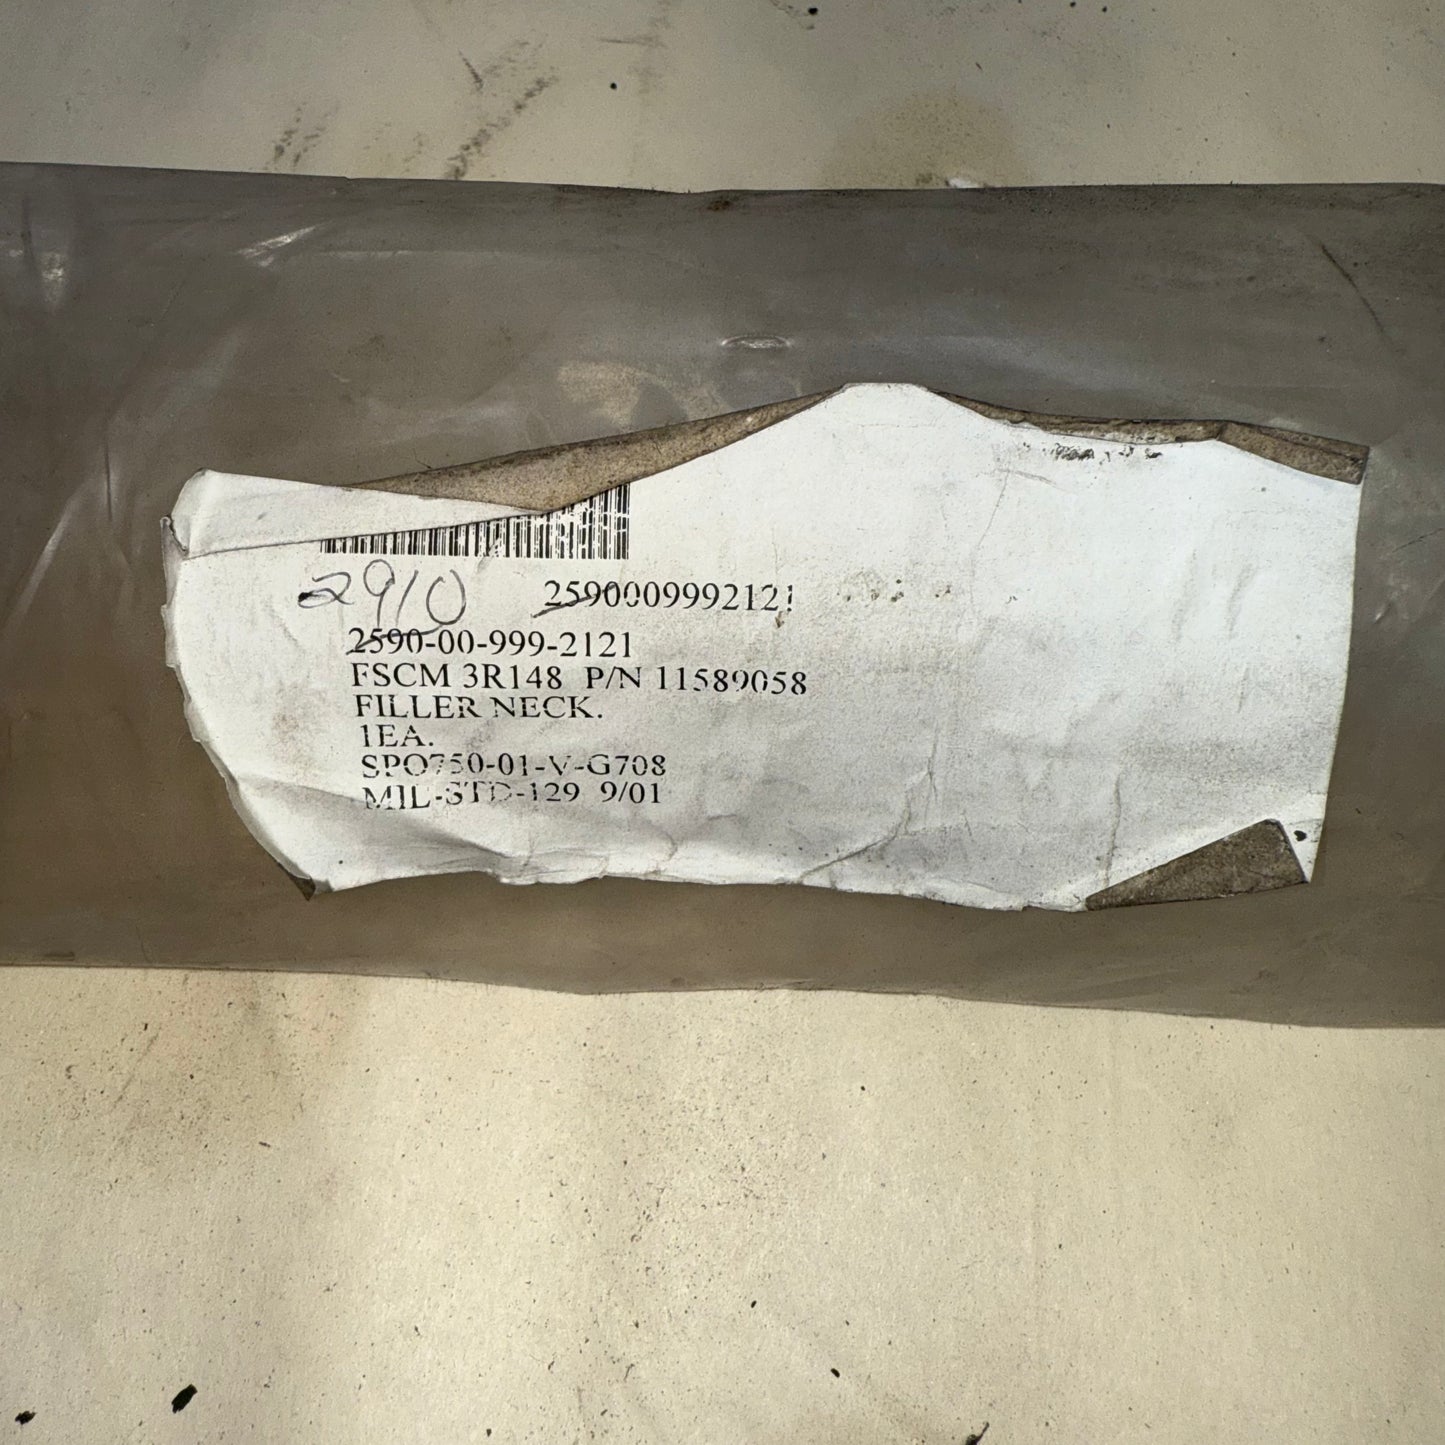 2910 2590009992121
2590-00-999-2121
FSCM 3R148 P/N 11589058
FILLER NECK.
1EA.
SPO750-01-V-G708
MIL-STD-129 9/01